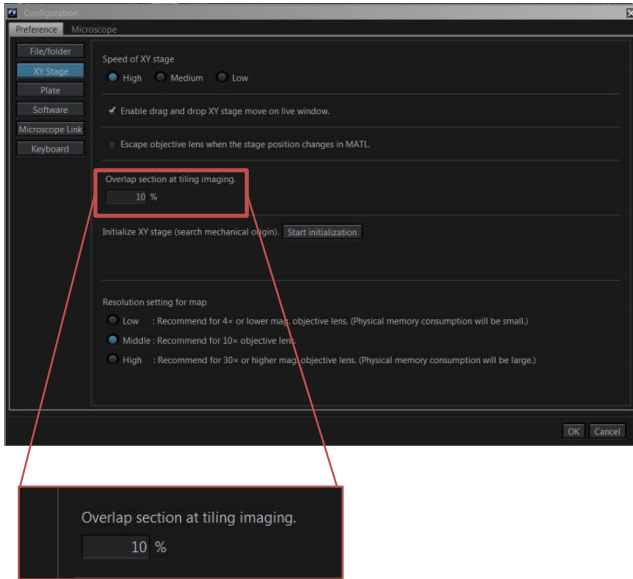 Configuration
Preference Microscope
File/folder
XY Stage
Plate
Software
Microscope Link
Keyboard
Speed of XY stage
High Medium Low
Enable drag and drop XY stage move on live window.
Escape objective lens when the stage position changes in MATL.
Overlap section at tiling imaging.
10 %
Initialize XY stage (search mechanical origin). Start initialization
Resolution setting for map
Low : Recommend for 4× or lower mag. objective lens. (Physical memory consumption will be small.)
Middle : Recommend for 10× objective lens.
High : Recommend for 30× or higher mag. objective lens. (Physical memory consumption will be large.)
OK Cancel
Overlap section at tiling imaging.
10 %